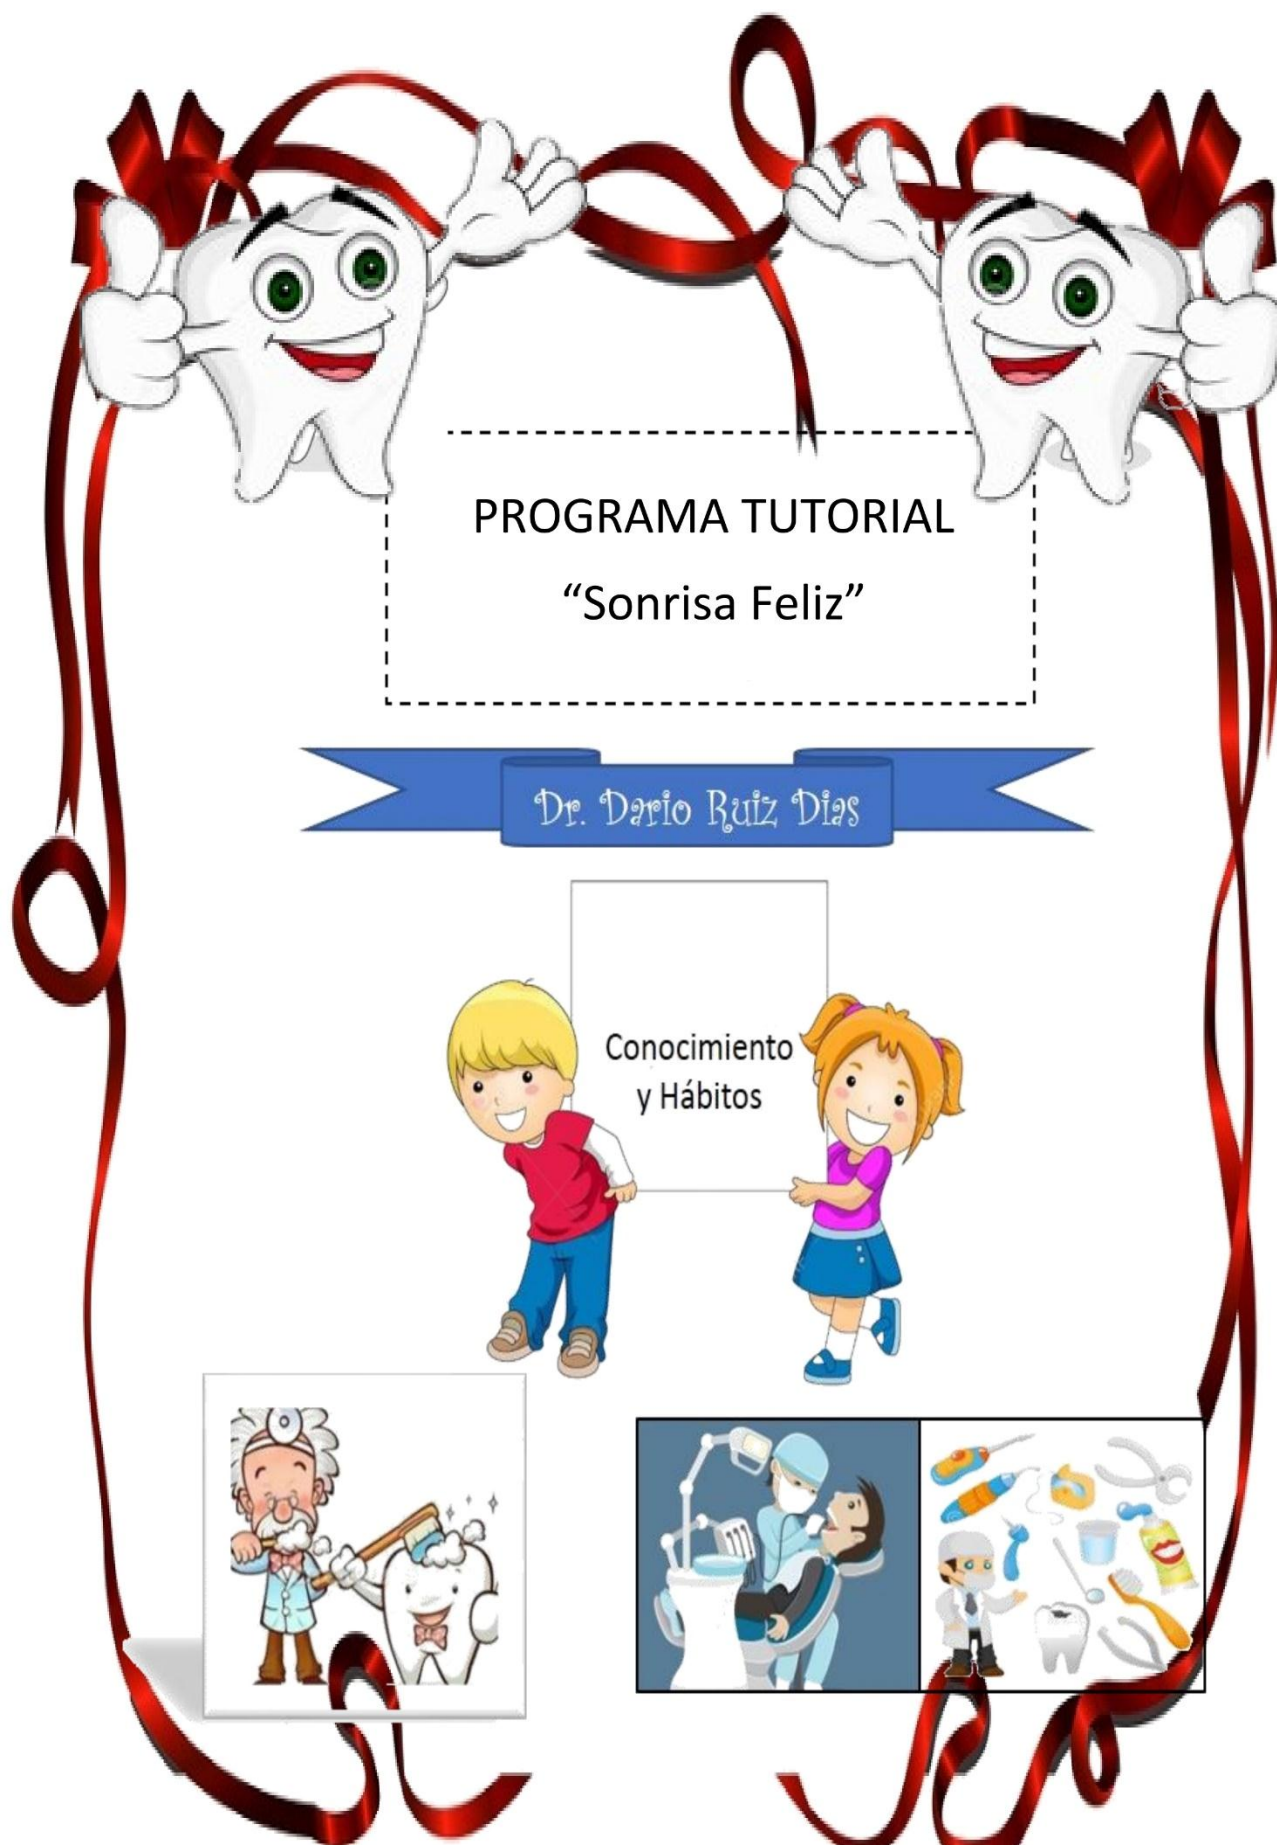 PROGRAMA TUTORIAL
“Sonrisa Feliz”
Dr. Dario Ruiz Dias
Conocimiento
y Hábitos